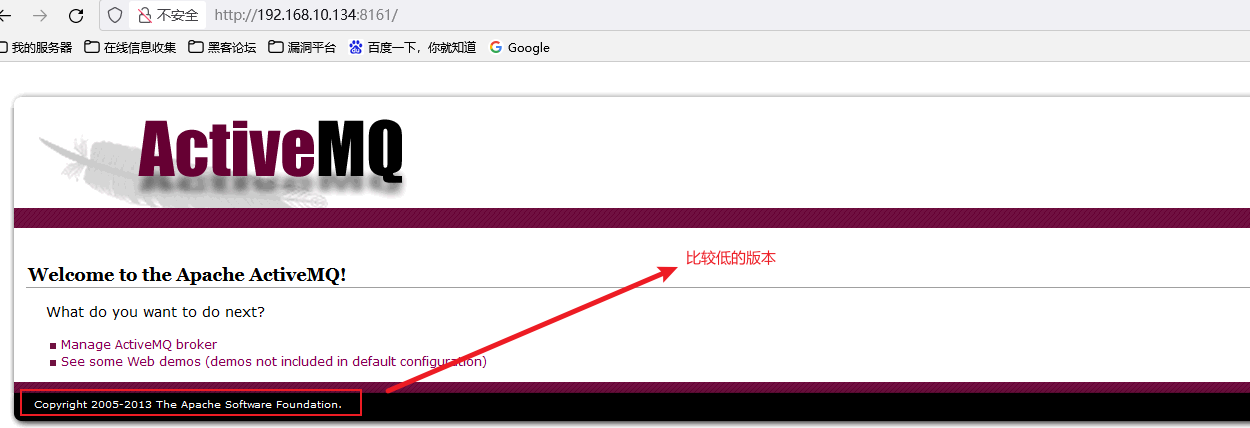 不安全 http://192.168.10.134:8161/
我的服务器 在线信息收集 黑客论坛 漏洞平台 百度一下，你就知道 Google
ActiveMQ
比较低的版本
Welcome to the Apache ActiveMQ!
What do you want to do next?
Manage ActiveMQ broker
See some Web demos (demos not included in default configuration)
Copyright 2005-2013 The Apache Software Foundation.